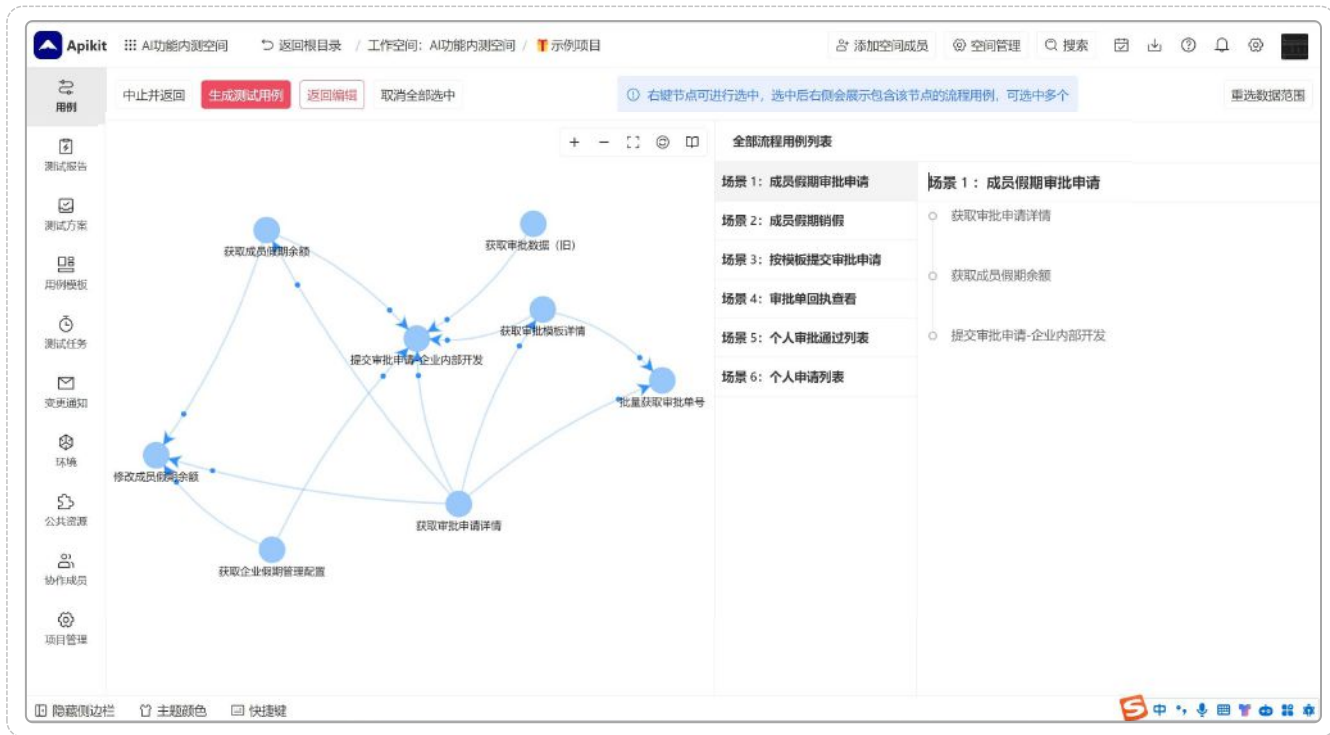 Apikit AI功能内测空间 返回根目录 / 工作空间：AI功能内测空间 / 示例项目 添加空间成员 空间管理 搜索
用例
中止并返回 生成测试用例 返回编辑 取消全部选中 右键节点可进行选中，选中后右侧会展示包含该节点的流程用例，可选中多个 重选数据范围
测试报告
测试方案
用例模板
测试任务
变更通知
环境
公共资源
协作成员
项目管理
获取成员假期余额
获取审批数据（旧）
获取审批模板详情
提交审批申请-企业内部开发
批量获取审批单号
修改成员假期余额
获取审批申请详情
获取企业假期管理配置
全部流程用例列表
场景 1：成员假期审批申请
场景 2：成员假期销假
场景 3：按模板提交审批申请
场景 4：审批单回执查看
场景 5：个人审批通过列表
场景 6：个人申请列表
场景 1：成员假期审批申请
获取审批申请详情
获取成员假期余额
提交审批申请-企业内部开发
隐藏侧边栏 主题颜色 快捷键
中